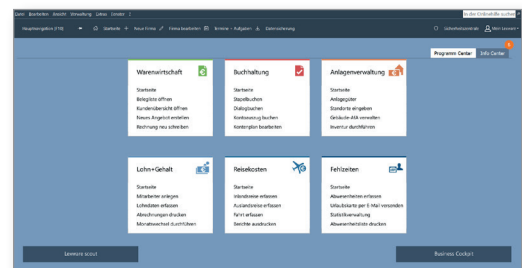 Datei Bearbeiten Ansicht Verwaltung Extras Fenster ?
In der Onlinehilfe suchen
Hauptnavigation (F10) Startseite Neue Firma Firma bearbeiten Termine - Aufgaben Datensicherung
Sicherheitscenter Mein Lexware
Programm Center Info Center
Warenwirtschaft
Startseite
Belegliste öffnen
Kundenübersicht öffnen
Neues Angebot erstellen
Rechnung neu schreiben
Buchhaltung
Startseite
Stapelbuchen
Dialogbuchen
Kontoauszug buchen
Kontenplan bearbeiten
Anlagenverwaltung
Startseite
Anlagegüter
Standorte eingeben
Gebäude-AfA verwalten
Inventur durchführen
Lohn+Gehalt
Startseite
Mitarbeiter anlegen
Lohndaten erfassen
Abrechnungen drucken
Monatswechsel durchführen
Reisekosten
Startseite
Inlandsreise erfassen
Auslandsreise erfassen
Fahrt erfassen
Berichte ausdrucken
Fehlzeiten
Startseite
Abwesenheiten erfassen
Urlaubskarte per E-Mail versenden
Statistikverwaltung
Abwesenheitsliste drucken
Lexware scout
Business Cockpit